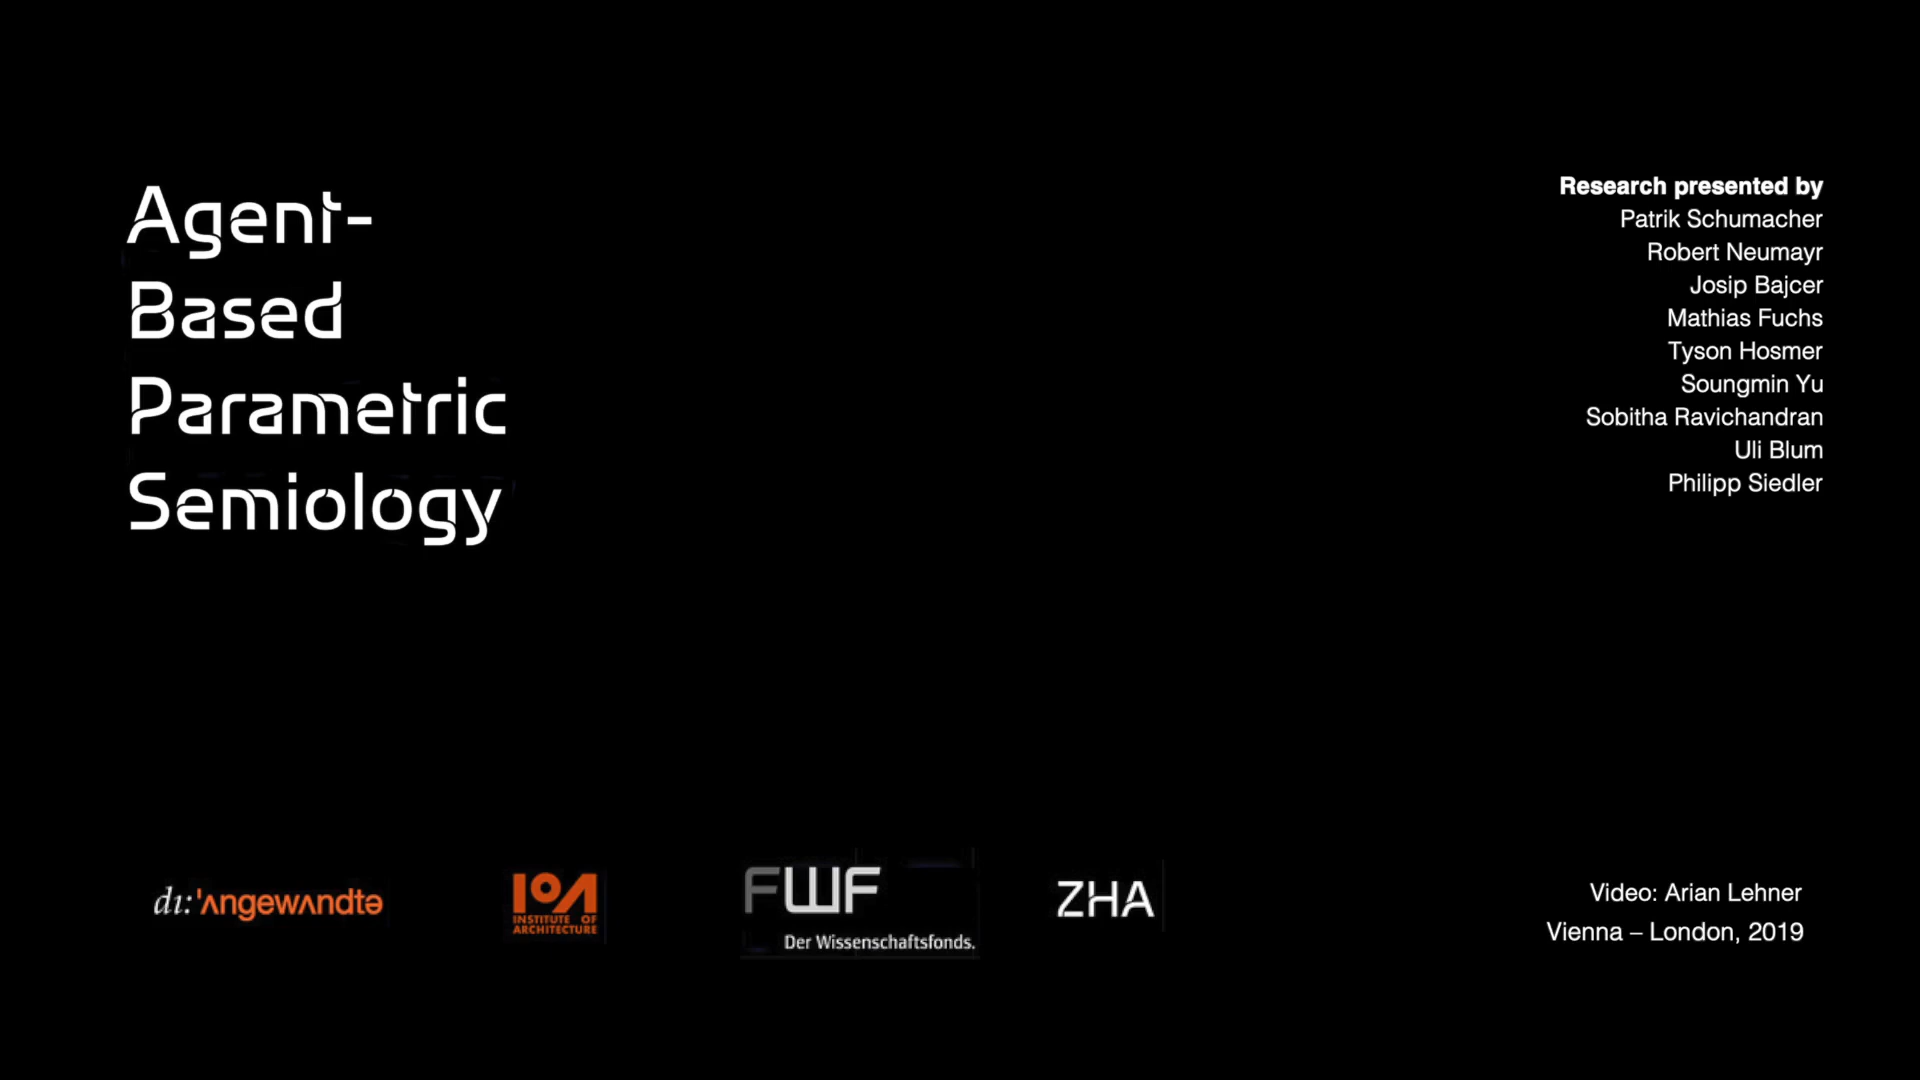 Agent-
Based
Parametric
Semiology
Research presented by
Patrik Schumacher
Robert Neumayr
Josip Bajcer
Mathias Fuchs
Tyson Hosmer
Soungmin Yu
Sobitha Ravichandran
Uli Blum
Philipp Siedler
dı:'ʌngewʌndtə
IOA
INSTITUTE OF
ARCHITECTURE
FWF
Der Wissenschaftsfonds.
ZHA
Video: Arian Lehner
Vienna – London, 2019